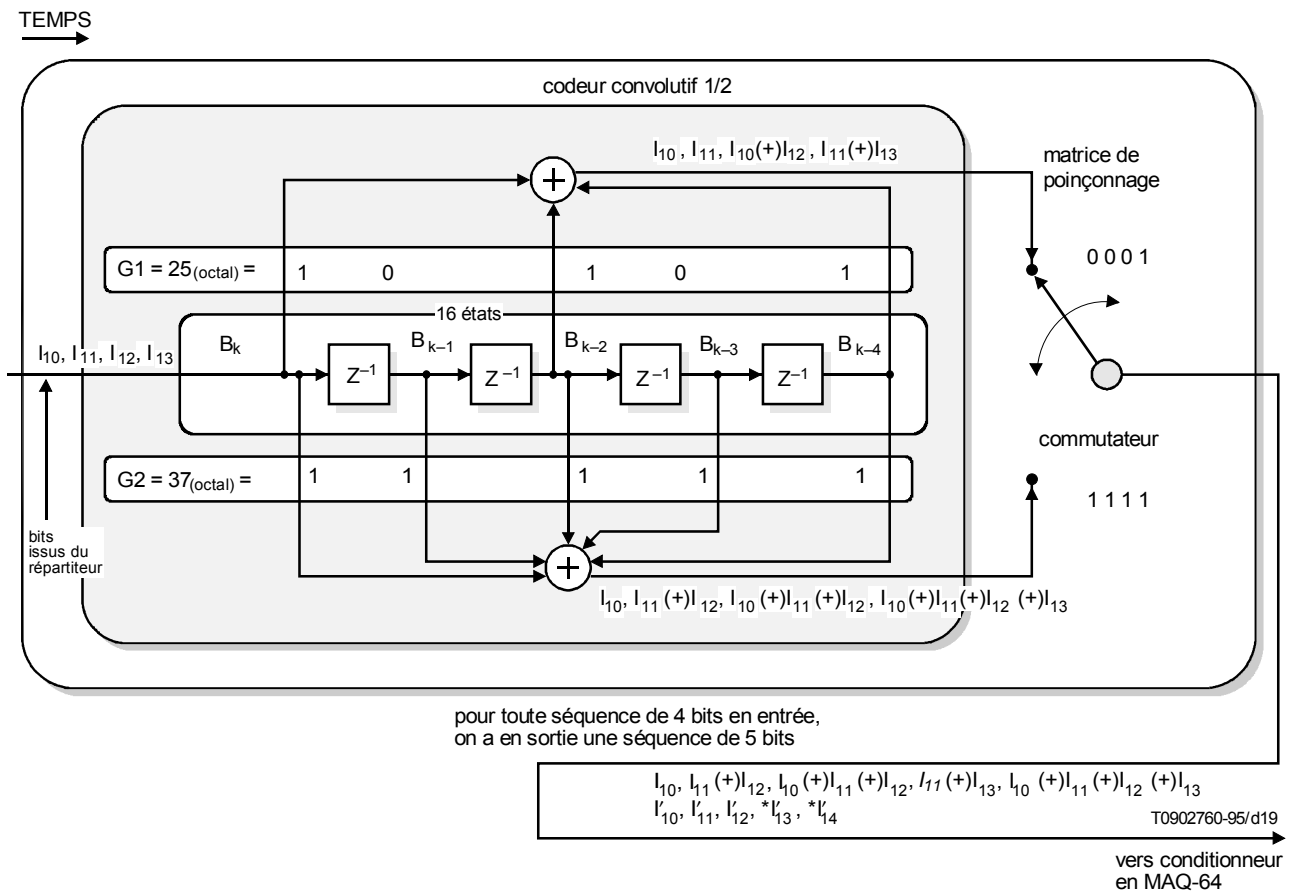 TEMPS
codeur convolutif 1/2
I10, I11, I10(+)I12, I11(+)I13
matrice de
poinçonnage
0 0 0 1
G1 = 25(octal) = 1 0 1 0 1
16 états
I10, I11, I12, I13
Bk Bk–1 Bk–2 Bk–3 Bk–4
Z–1 Z–1 Z–1 Z–1
commutateur
G2 = 37(octal) = 1 1 1 1 1
1 1 1 1
bits
issus du
répartiteur
I10, I11 (+)I12, I10 (+)I11 (+)I12, I10 (+)I11(+)I12 (+)I13
pour toute séquence de 4 bits en entrée,
on a en sortie une séquence de 5 bits
I10, I11 (+)I12, I10 (+)I11 (+)I12, I11 (+)I13, I10 (+)I11 (+)I12 (+)I13
I′10, I′11, I′12, *I′13, *I′14
T0902760-95/d19
vers conditionneur
en MAQ-64